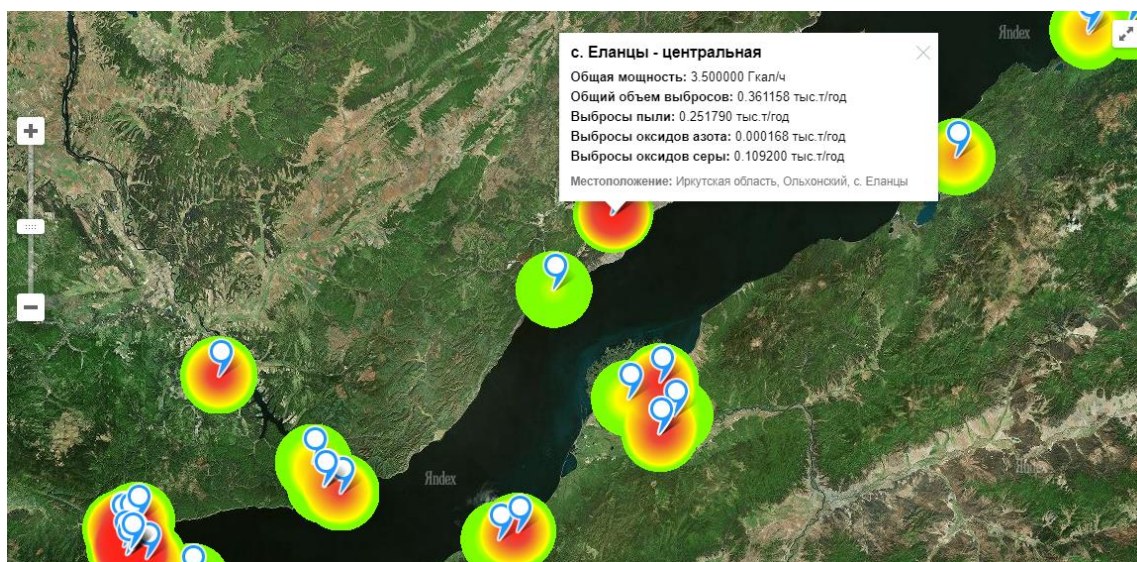 Яndex
с. Еланцы - центральная
Общая мощность: 3.500000 Гкал/ч
Общий объем выбросов: 0.361158 тыс.т/год
Выбросы пыли: 0.251790 тыс.т/год
Выбросы оксидов азота: 0.000168 тыс.т/год
Выбросы оксидов серы: 0.109200 тыс.т/год
Местоположение: Иркутская область, Ольхонский, с. Еланцы
Яndex